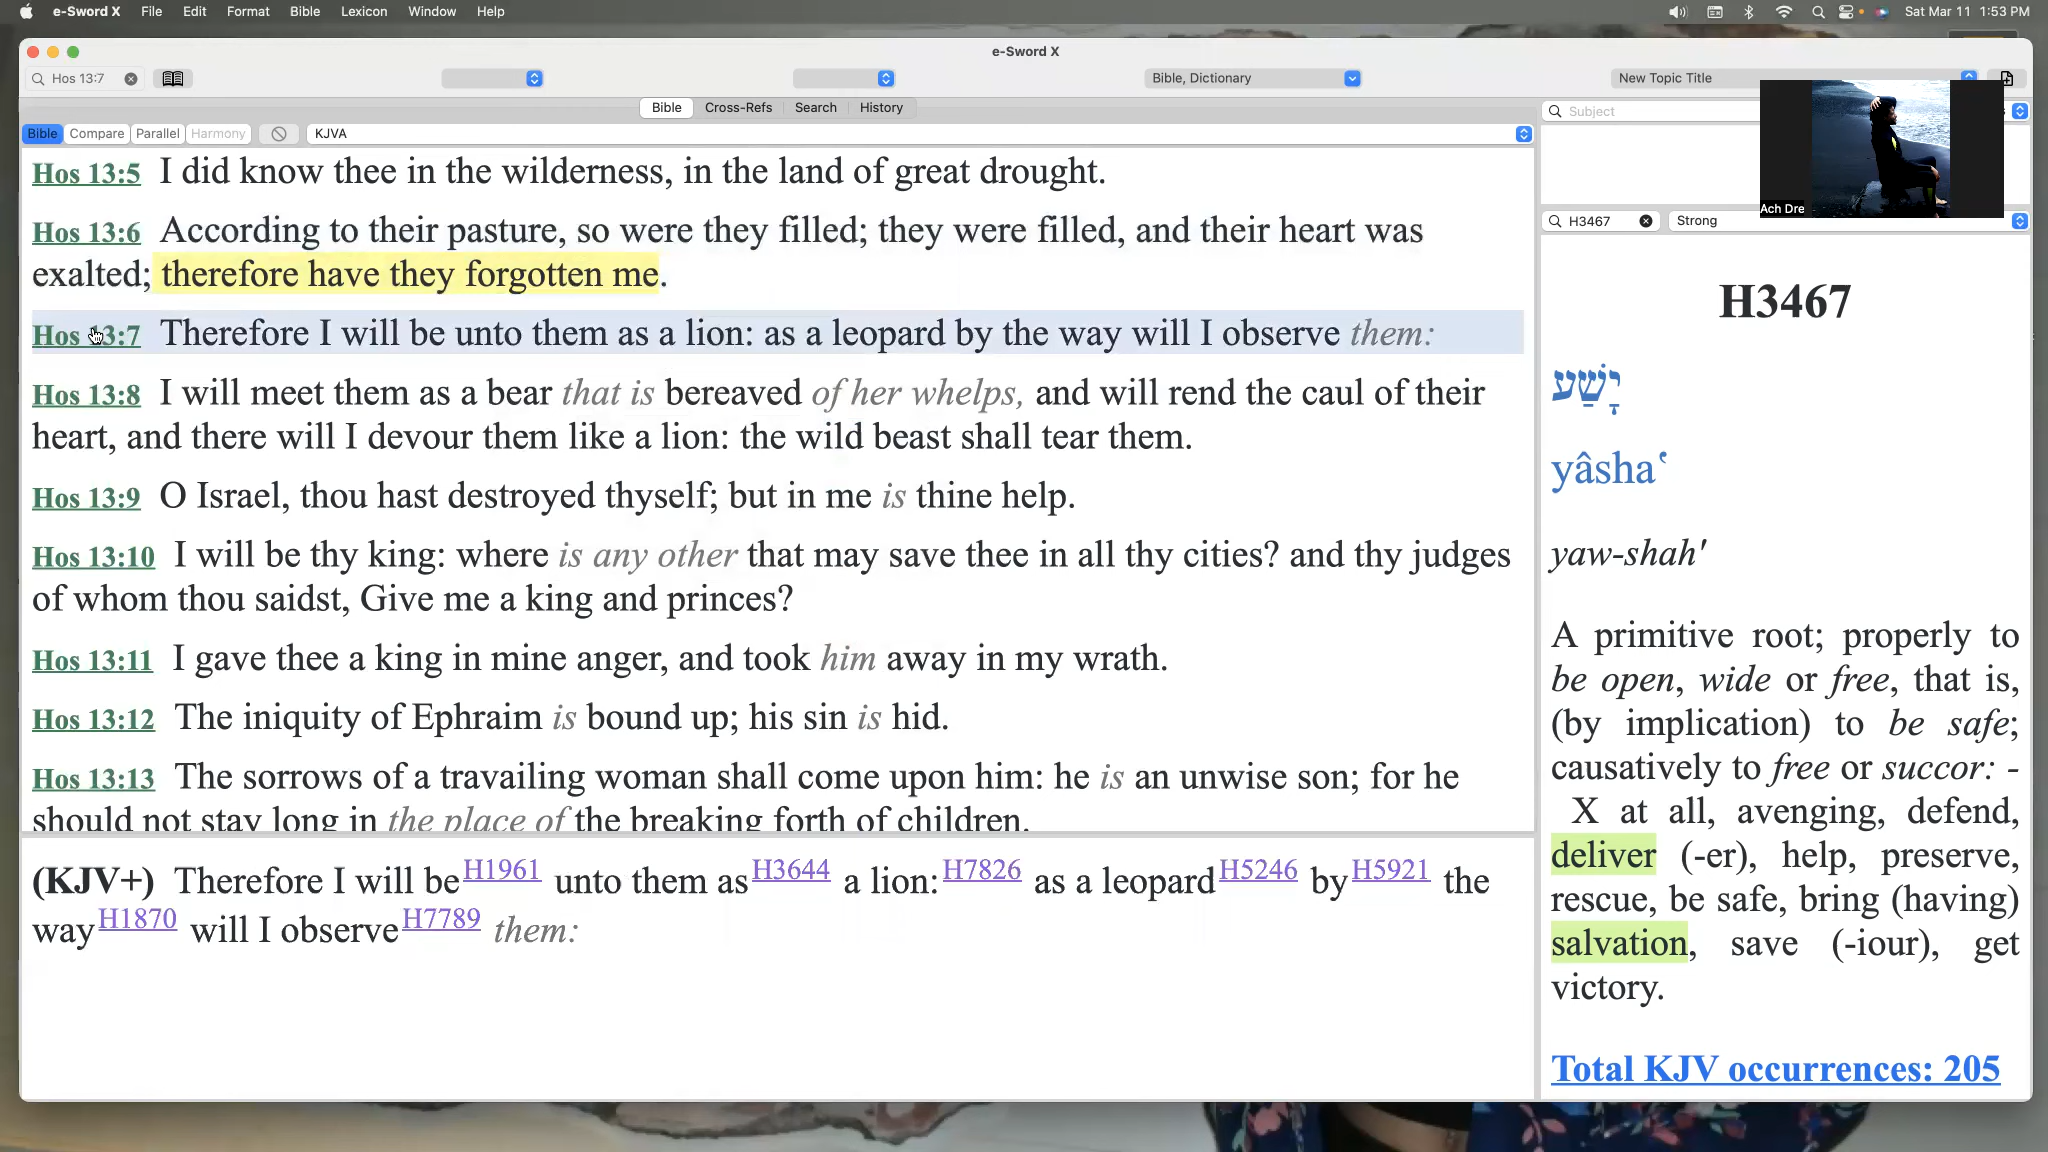 e-Sword X File Edit Format Bible Lexicon Window Help Sat Mar 11 1:53 PM
e-Sword X
Hos 13:7 Bible, Dictionary New Topic Title
Bible Cross-Refs Search History
Subject
Bible Compare Parallel Harmony KJVA
Ach Dre
H3467 Strong
Hos 13:5 I did know thee in the wilderness, in the land of great drought.
Hos 13:6 According to their pasture, so were they filled; they were filled, and their heart was
exalted; therefore have they forgotten me.
Hos 13:7 Therefore I will be unto them as a lion: as a leopard by the way will I observe them:
Hos 13:8 I will meet them as a bear that is bereaved of her whelps, and will rend the caul of their
heart, and there will I devour them like a lion: the wild beast shall tear them.
Hos 13:9 O Israel, thou hast destroyed thyself; but in me is thine help.
Hos 13:10 I will be thy king: where is any other that may save thee in all thy cities? and thy judges
of whom thou saidst, Give me a king and princes?
Hos 13:11 I gave thee a king in mine anger, and took him away in my wrath.
Hos 13:12 The iniquity of Ephraim is bound up; his sin is hid.
Hos 13:13 The sorrows of a travailing woman shall come upon him: he is an unwise son; for he
should not stay long in the place of the breaking forth of children.
(KJV+) Therefore I will be H1961 unto them as H3644 a lion: H7826 as a leopard H5246 by H5921 the
way H1870 will I observe H7789 them:
H3467
יָשַׁע
yâsha‛
yaw-shah'
A primitive root; properly to
be open, wide or free, that is,
(by implication) to be safe;
causatively to free or succor: -
X at all, avenging, defend,
deliver (-er), help, preserve,
rescue, be safe, bring (having)
salvation, save (-iour), get
victory.
Total KJV occurrences: 205